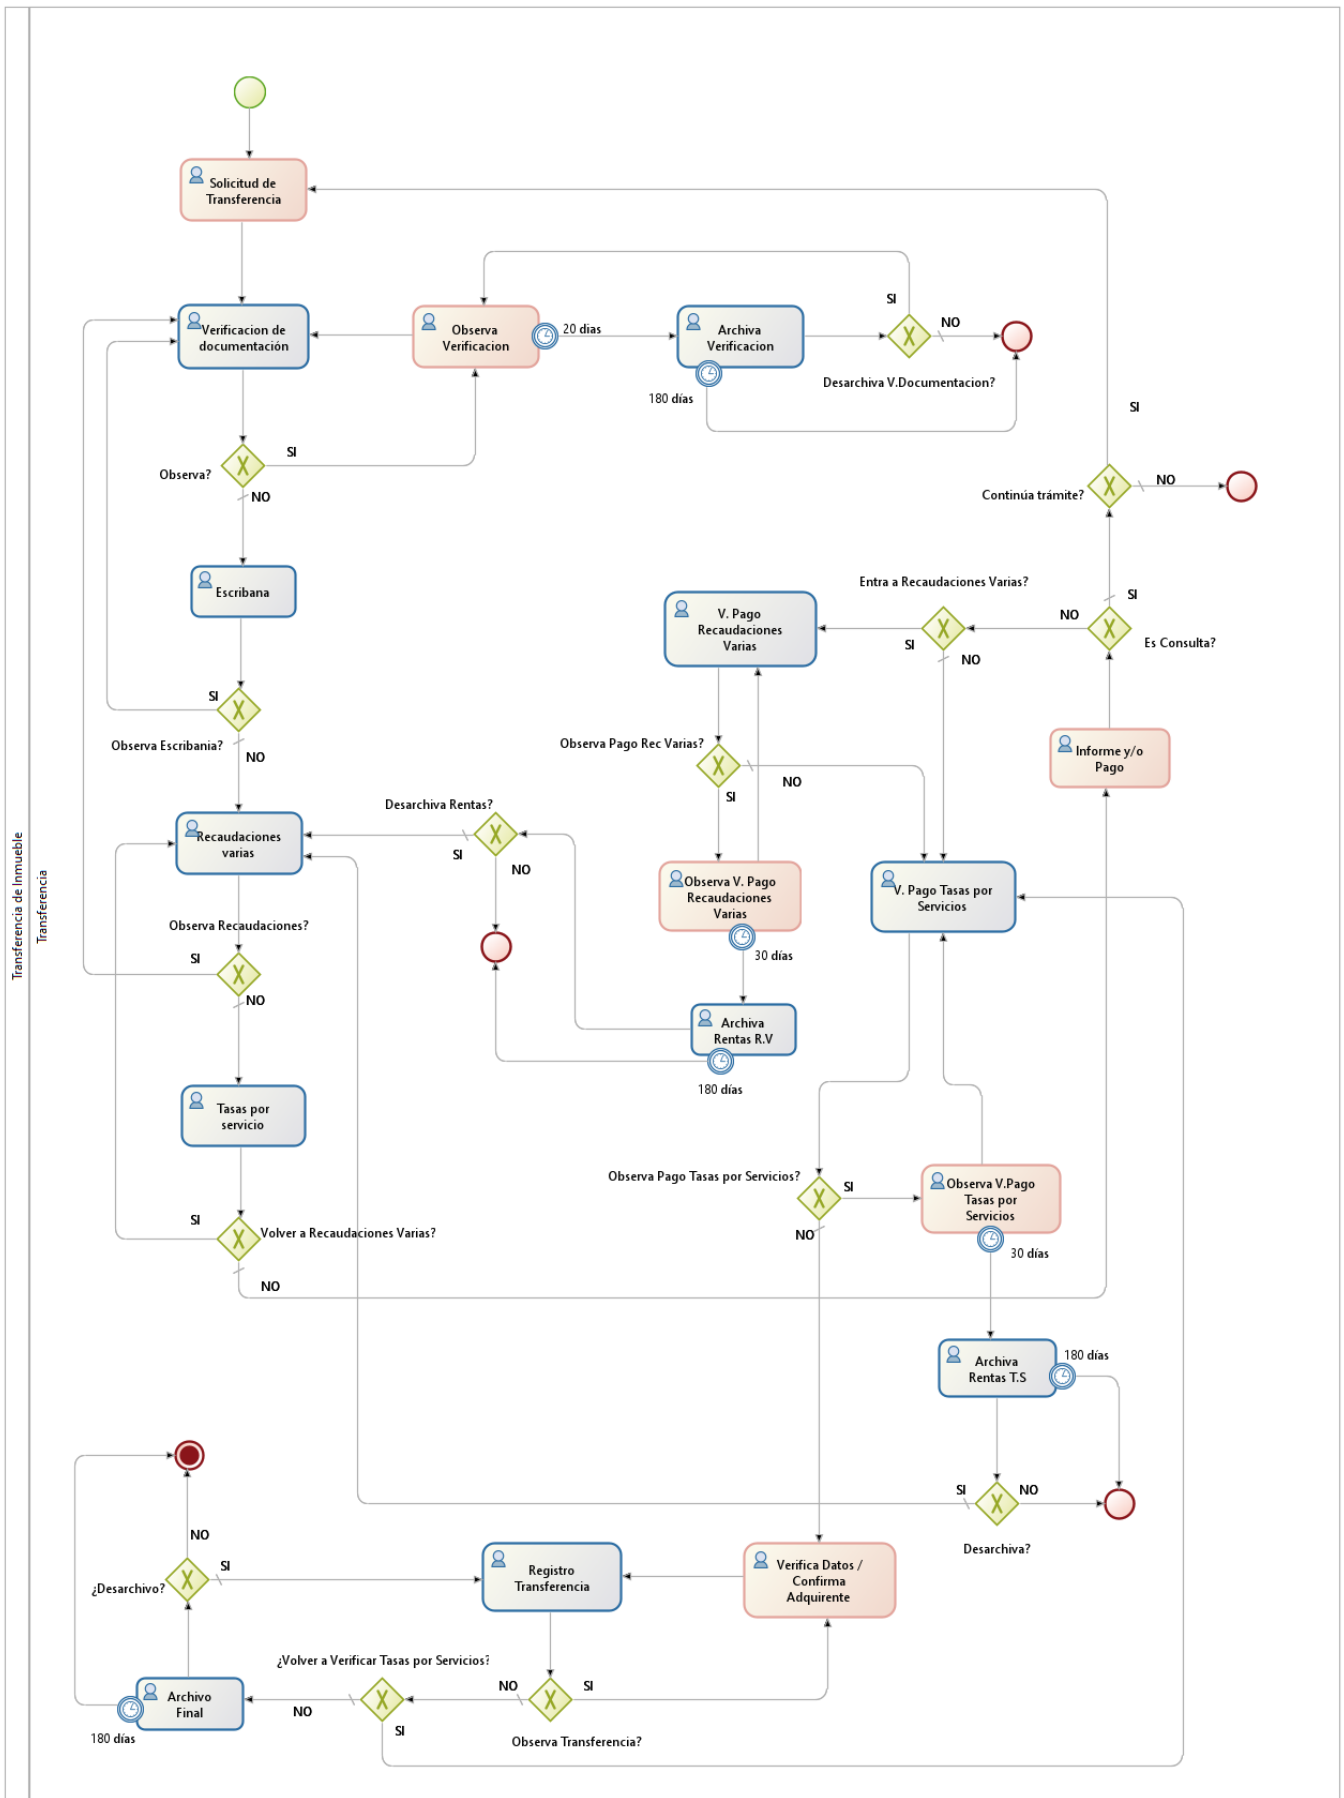 Transferencia de Inmueble
Transferencia
Solicitud de
Transferencia
Verificacion de
documentación
Observa
Verificacion
20 dias
Archiva
Verificacion
180 días
SI
NO
Desarchiva V.Documentacion?
Observa?
SI
NO
SI
Continúa trámite?
NO
Escribana
Entra a Recaudaciones Varias?
V. Pago
Recaudaciones
Varias
SI
NO
NO
SI
Es Consulta?
SI
Observa Escribania?
NO
Observa Pago Rec Varias?
NO
SI
Informe y/o
Pago
Desarchiva Rentas?
SI
NO
Recaudaciones
varias
Observa V. Pago
Recaudaciones
Varias
30 días
V. Pago Tasas por
Servicios
Observa Recaudaciones?
SI
NO
Archiva
Rentas R.V
180 días
Tasas por
servicio
Observa Pago Tasas por Servicios?
SI
NO
Observa V.Pago
Tasas por
Servicios
30 días
SI
Volver a Recaudaciones Varias?
NO
Archiva
Rentas T.S
180 días
SI
NO
Desarchiva?
NO
SI
¿Desarchivo?
Registro
Transferencia
Verifica Datos /
Confirma
Adquirente
¿Volver a Verificar Tasas por Servicios?
NO
SI
NO
SI
Observa Transferencia?
Archivo
Final
180 días